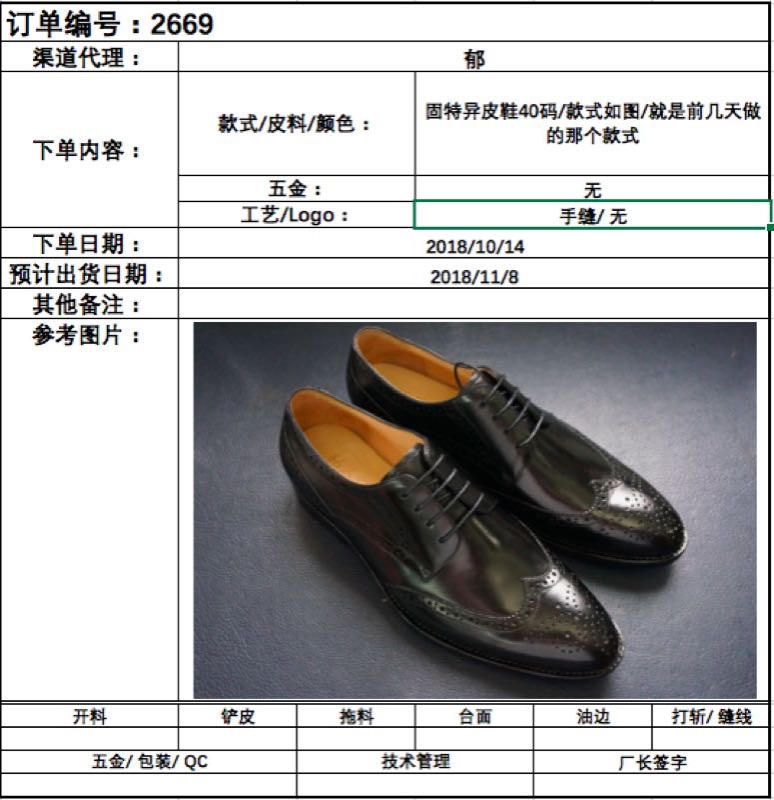 订单编号：2669
渠道代理：
郁
下单内容：
款式/皮料/颜色：
固特异皮鞋40码/款式如图/就是前几天做
的那个款式
五金：
无
工艺/Logo：
手缝/ 无
下单日期：
2018/10/14
预计出货日期：
2018/11/8
其他备注：
参考图片：
开料
铲皮
拖料
台面
油边
打斩/ 缝线
五金/ 包装/ QC
技术管理
厂长签字